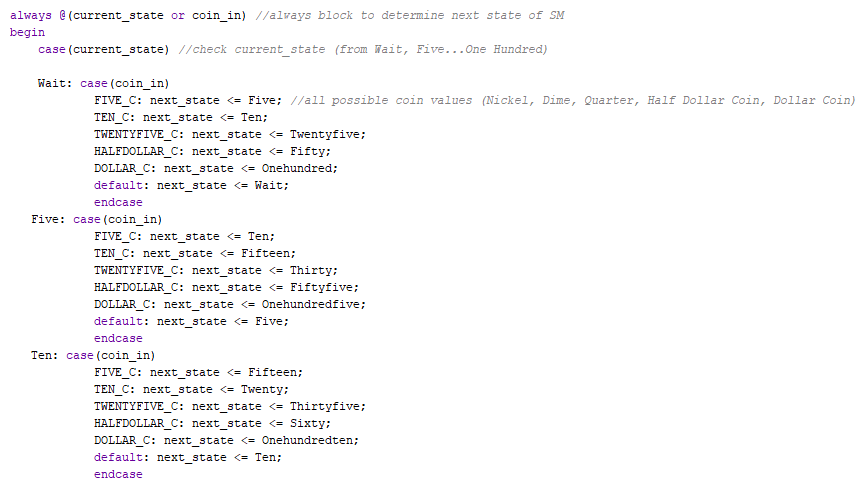 always @(current_state or coin_in) //always block to determine next state of SM
begin
case(current_state) //check current_state (from Wait, Five...One Hundred)
Wait: case(coin_in)
FIVE_C: next_state <= Five; //all possible coin values (Nickel, Dime, Quarter, Half Dollar Coin, Dollar Coin)
TEN_C: next_state <= Ten;
TWENTYFIVE_C: next_state <= Twentyfive;
HALFDOLLAR_C: next_state <= Fifty;
DOLLAR_C: next_state <= Onehundred;
default: next_state <= Wait;
endcase
Five: case(coin_in)
FIVE_C: next_state <= Ten;
TEN_C: next_state <= Fifteen;
TWENTYFIVE_C: next_state <= Thirty;
HALFDOLLAR_C: next_state <= Fiftyfive;
DOLLAR_C: next_state <= Onehundredfive;
default: next_state <= Five;
endcase
Ten: case(coin_in)
FIVE_C: next_state <= Fifteen;
TEN_C: next_state <= Twenty;
TWENTYFIVE_C: next_state <= Thirtyfive;
HALFDOLLAR_C: next_state <= Sixty;
DOLLAR_C: next_state <= Onehundredten;
default: next_state <= Ten;
endcase